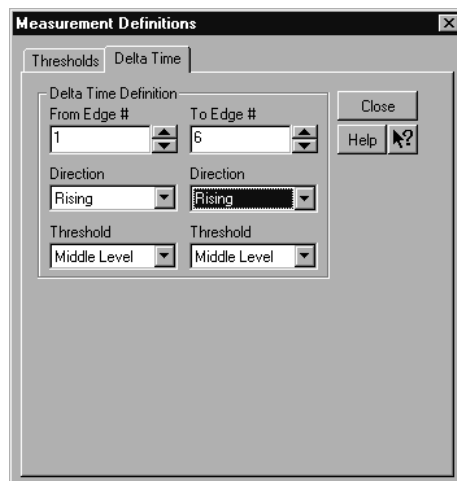 Measurement Definitions
Thresholds Delta Time
Delta Time Definition
From Edge # To Edge #
1 6
Direction Direction
Rising Rising
Threshold Threshold
Middle Level Middle Level
Close
Help ?